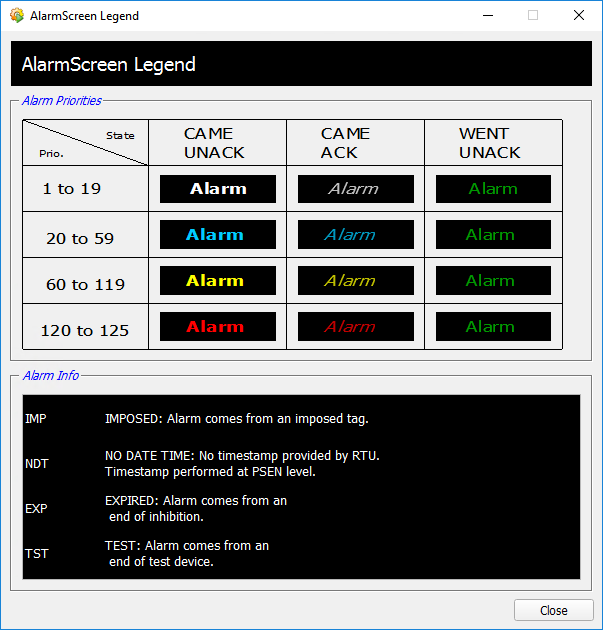 AlarmScreen Legend
AlarmScreen Legend
Alarm Priorities
State
Prio.
CAME
UNACK
CAME
ACK
WENT
UNACK
1 to 19
Alarm
Alarm
Alarm
20 to 59
Alarm
Alarm
Alarm
60 to 119
Alarm
Alarm
Alarm
120 to 125
Alarm
Alarm
Alarm
Alarm Info
IMP
IMPOSED: Alarm comes from an imposed tag.
NDT
NO DATE TIME: No timestamp provided by RTU.
Timestamp performed at PSEN level.
EXP
EXPIRED: Alarm comes from an
end of inhibition.
TST
TEST: Alarm comes from an
end of test device.
Close